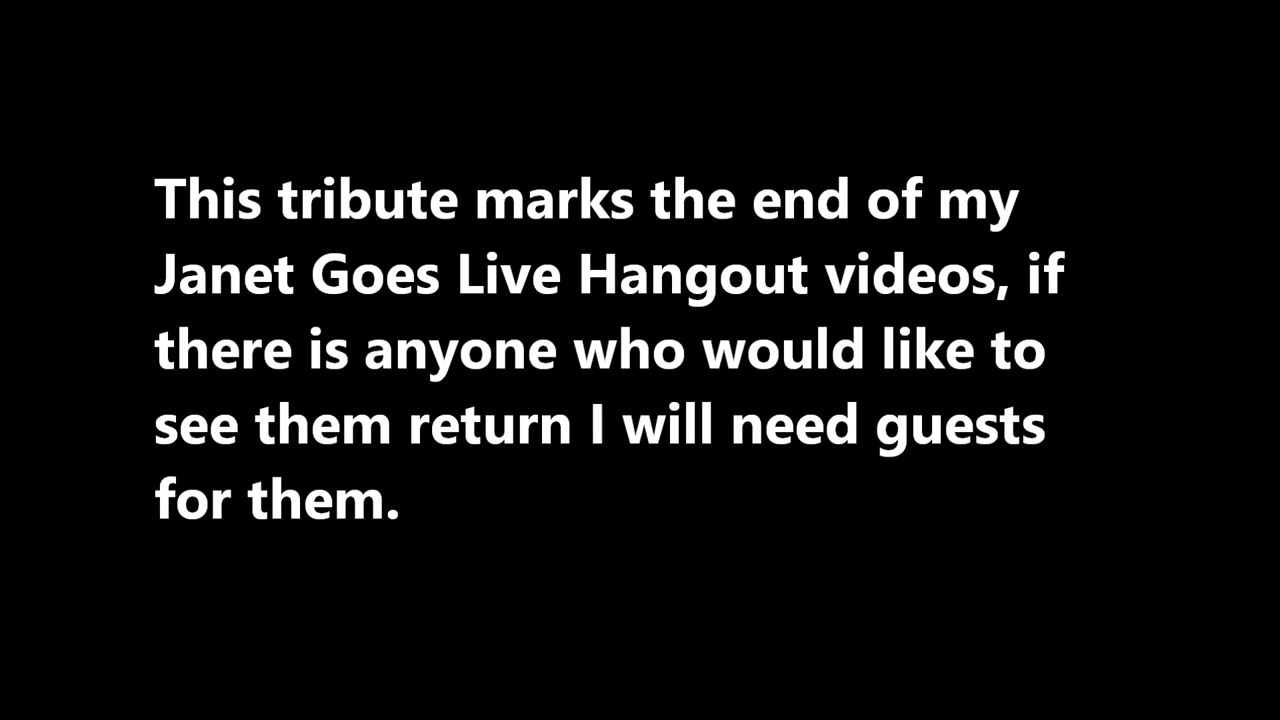 This tribute marks the end of my
Janet Goes Live Hangout videos, if
there is anyone who would like to
see them return I will need guests
for them.